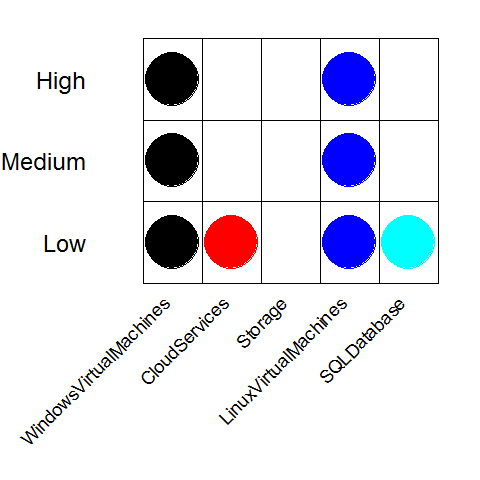 High
Medium
Low
WindowsVirtualMachines
CloudServices
Storage
LinuxVirtualMachines
SQLDatabase